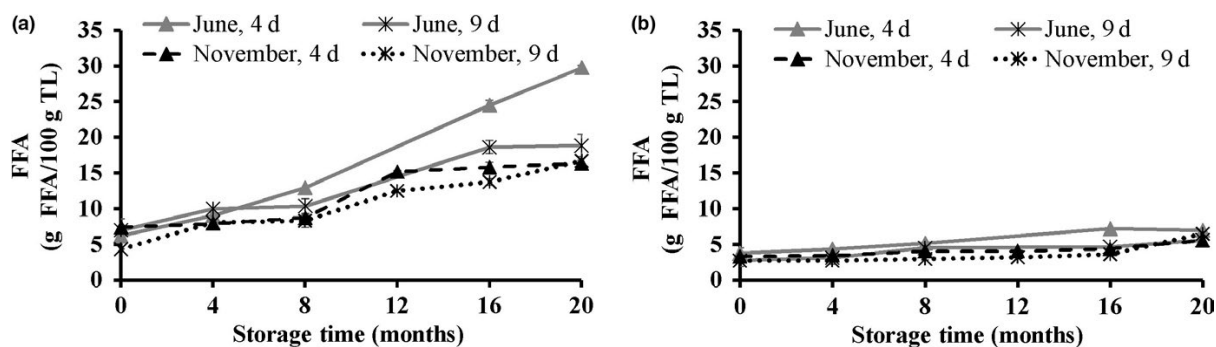 (a)
June, 4 d
June, 9 d
November, 4 d
November, 9 d
FFA
(g FFA/100 g TL)
35
30
25
20
15
10
5
0
0 4 8 12 16 20
Storage time (months)
(b)
June, 4 d
June, 9 d
November, 4 d
November, 9 d
FFA
(g FFA/100 g TL)
35
30
25
20
15
10
5
0
0 4 8 12 16 20
Storage time (months)